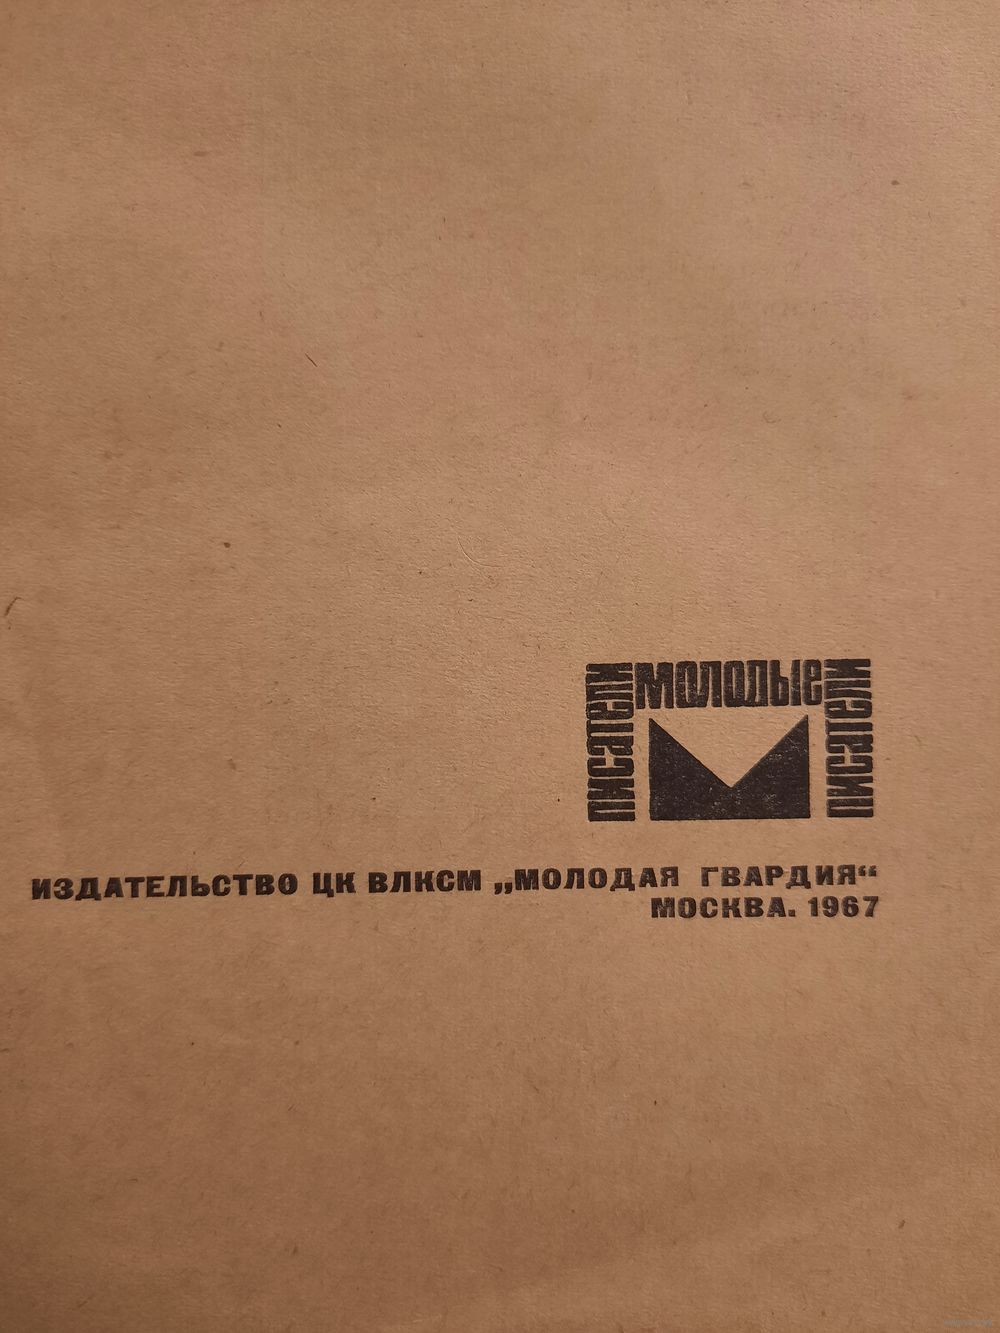 писатели
молодые
писатели
ИЗДАТЕЛЬСТВО ЦК ВЛКСМ „МОЛОДАЯ ГВАРДИЯ“
МОСКВА. 1967